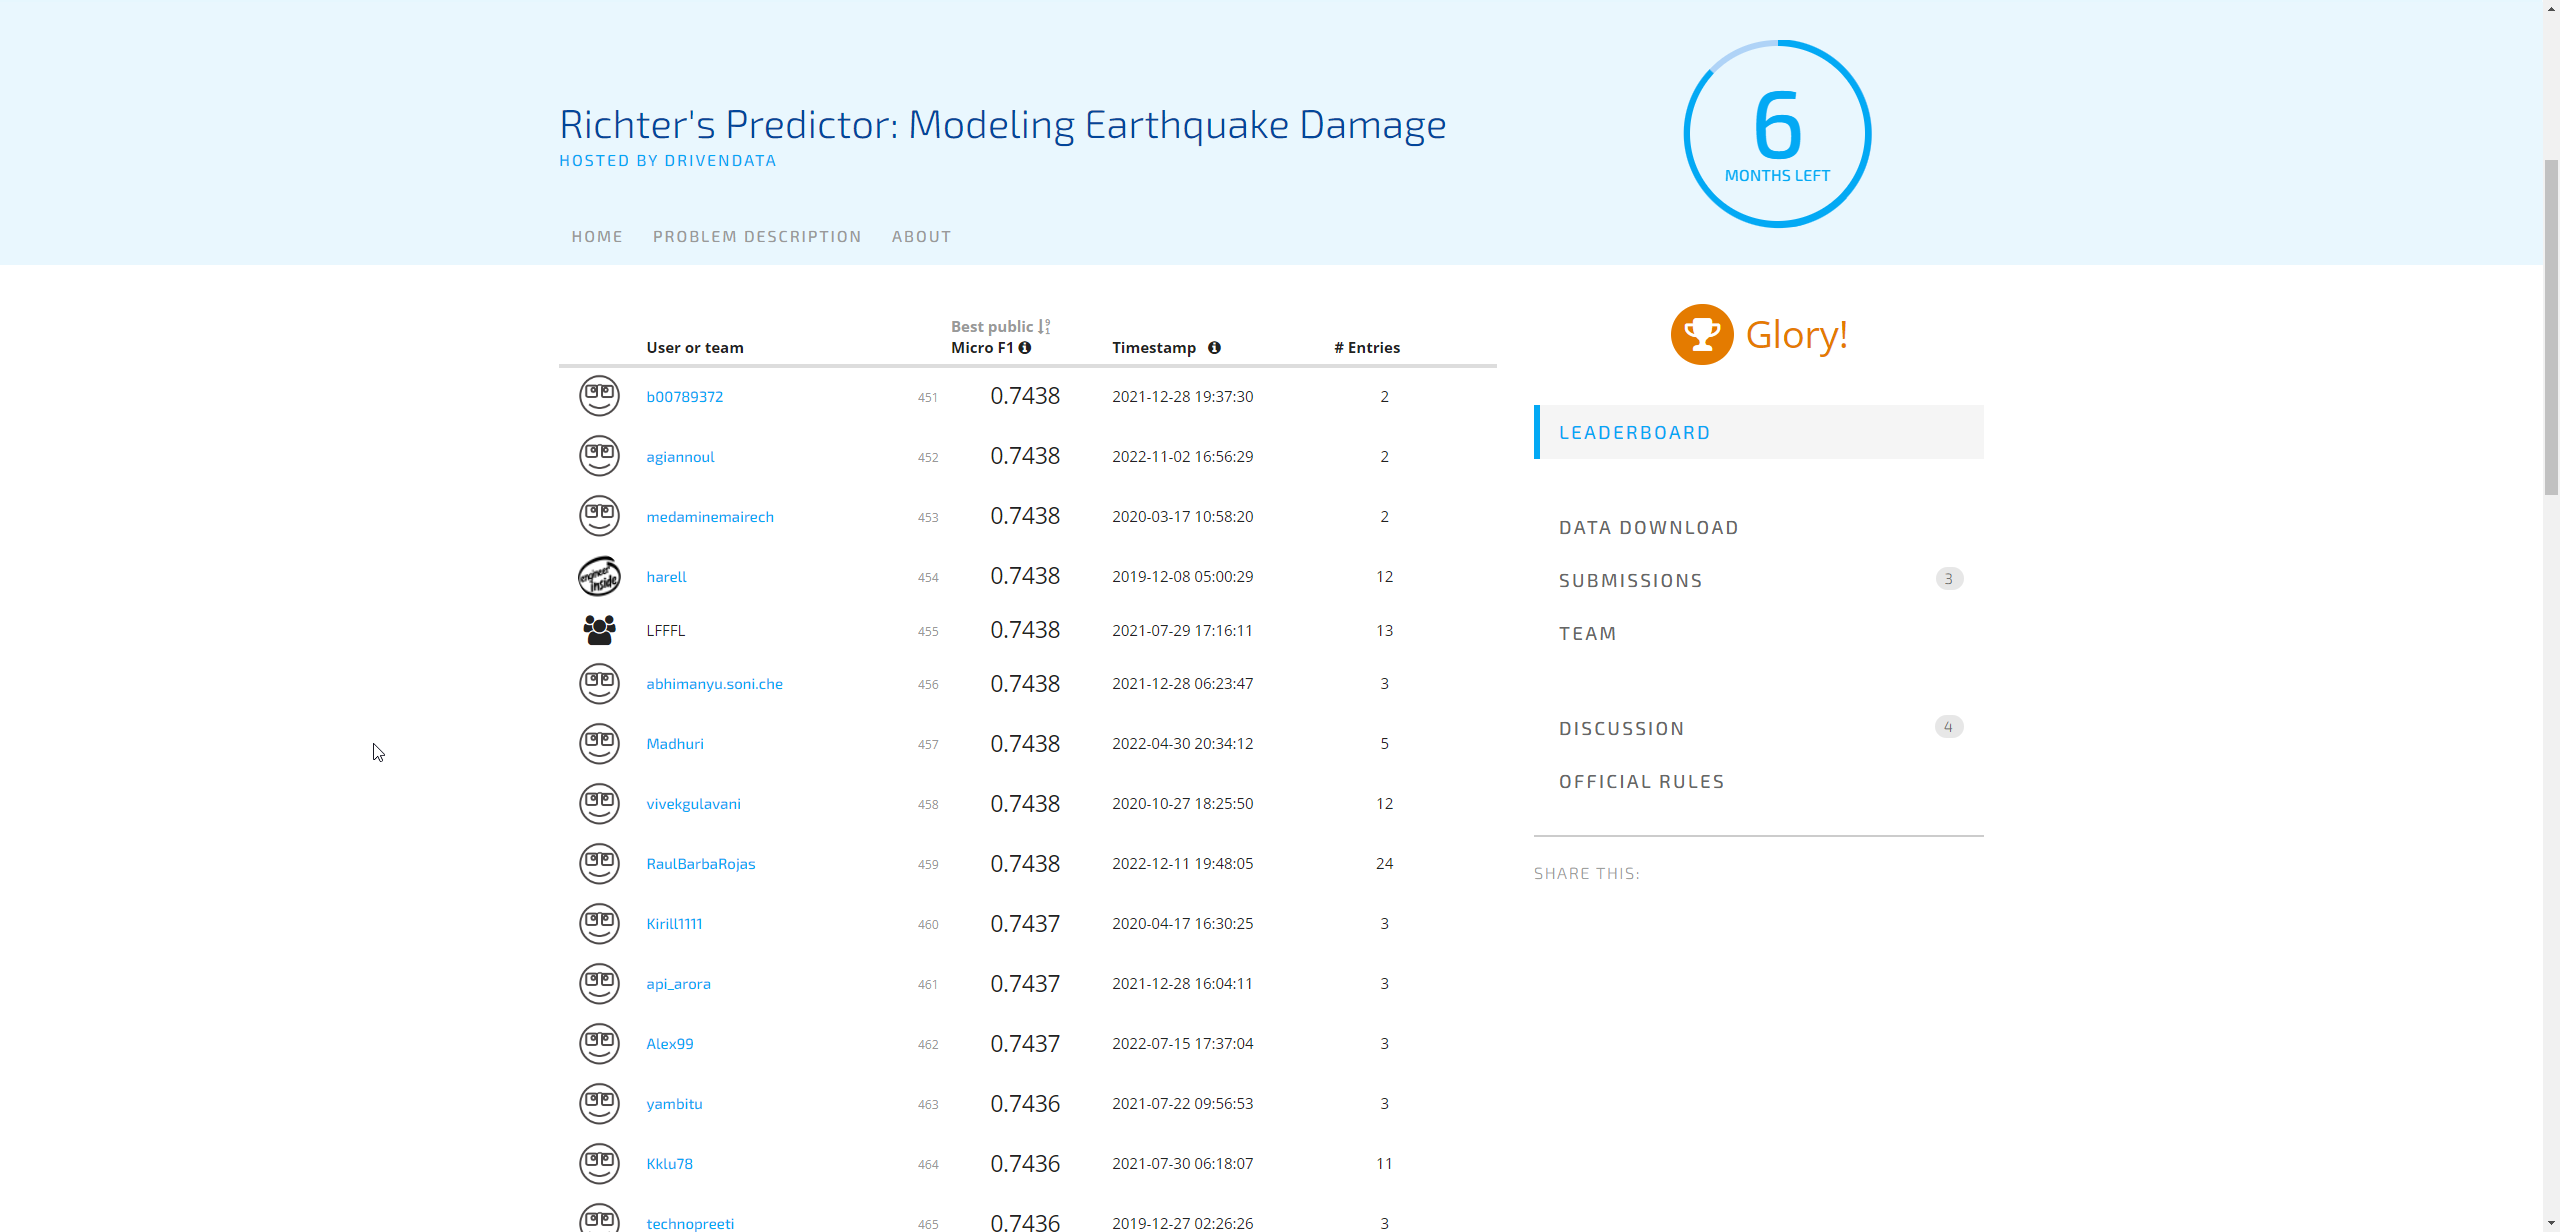 Richter's Predictor: Modeling Earthquake Damage
HOSTED BY DRIVENDATA
6
MONTHS LEFT
HOME PROBLEM DESCRIPTION ABOUT
Best public
User or team Micro F1 Timestamp # Entries
b00789372 451 0.7438 2021-12-28 19:37:30 2
agiannoul 452 0.7438 2022-11-02 16:56:29 2
medaminemairech 453 0.7438 2020-03-17 10:58:20 2
engineer inside
harell 454 0.7438 2019-12-08 05:00:29 12
LFFFL 455 0.7438 2021-07-29 17:16:11 13
abhimanyu.soni.che 456 0.7438 2021-12-28 06:23:47 3
Madhuri 457 0.7438 2022-04-30 20:34:12 5
vivekgulavani 458 0.7438 2020-10-27 18:25:50 12
RaulBarbaRojas 459 0.7438 2022-12-11 19:48:05 24
Kirill1111 460 0.7437 2020-04-17 16:30:25 3
api_arora 461 0.7437 2021-12-28 16:04:11 3
Alex99 462 0.7437 2022-07-15 17:37:04 3
yambitu 463 0.7436 2021-07-22 09:56:53 3
Kklu78 464 0.7436 2021-07-30 06:18:07 11
technopreeti 465 0.7436 2019-12-27 02:26:26 3
Glory!
LEADERBOARD
DATA DOWNLOAD
SUBMISSIONS 3
TEAM
DISCUSSION 4
OFFICIAL RULES
SHARE THIS: